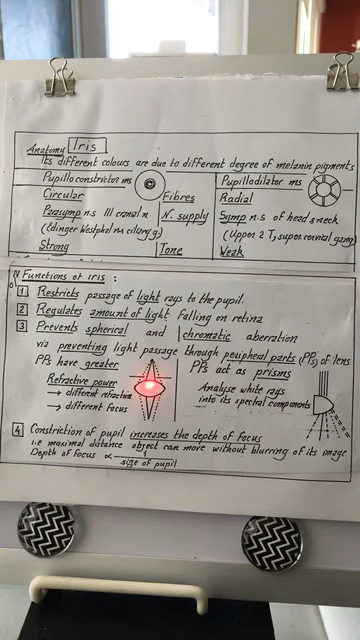 Anatomy Iris
Its different colours are due to different degree of melanin pigments
Pupilloconstrictor ms Pupillodilator ms
Circular Fibres Radial
Parasymp n.s III cranial n N. supply Symp n.s of head & neck
(Edinger Westphal ns ciliary g) (Upper 2 T, super. cervical gang)
Strong Tone Weak
Functions of iris :
1 Restricts passage of light rays to the pupil.
2 Regulates amount of light falling on retina
3 Prevents spherical and chromatic aberration
via preventing light passage through peripheral parts (PPs) of lens
PPs have greater PPs act as prisms
Refractive power Analyse white rays
→ different refraction into its spectral components
→ different focus
4 Constriction of pupil increases the depth of focus
i.e maximal distance object can move without blurring of its image
Depth of focus ∝ 1
size of pupil